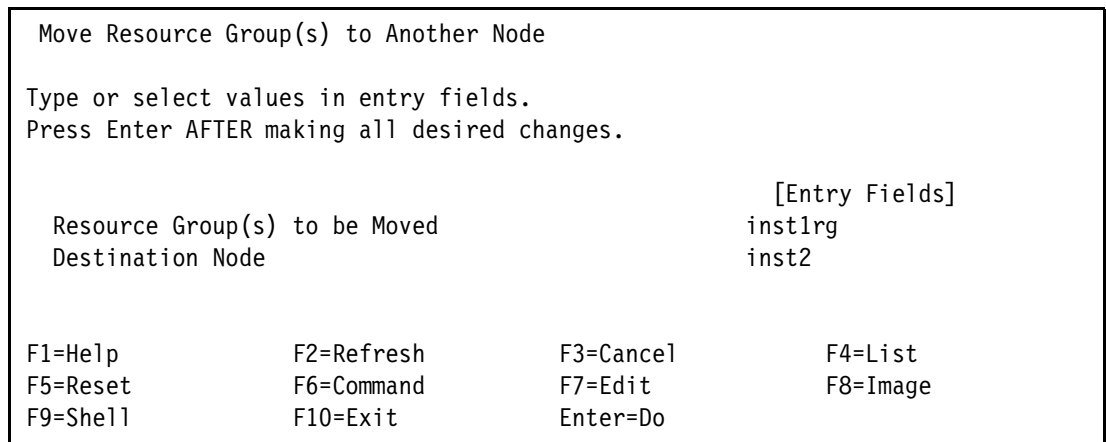 Move Resource Group(s) to Another Node
Type or select values in entry fields.
Press Enter AFTER making all desired changes.
[Entry Fields]
Resource Group(s) to be Moved inst1rg
Destination Node inst2
F1=Help F2=Refresh F3=Cancel F4=List
F5=Reset F6=Command F7=Edit F8=Image
F9=Shell F10=Exit Enter=Do